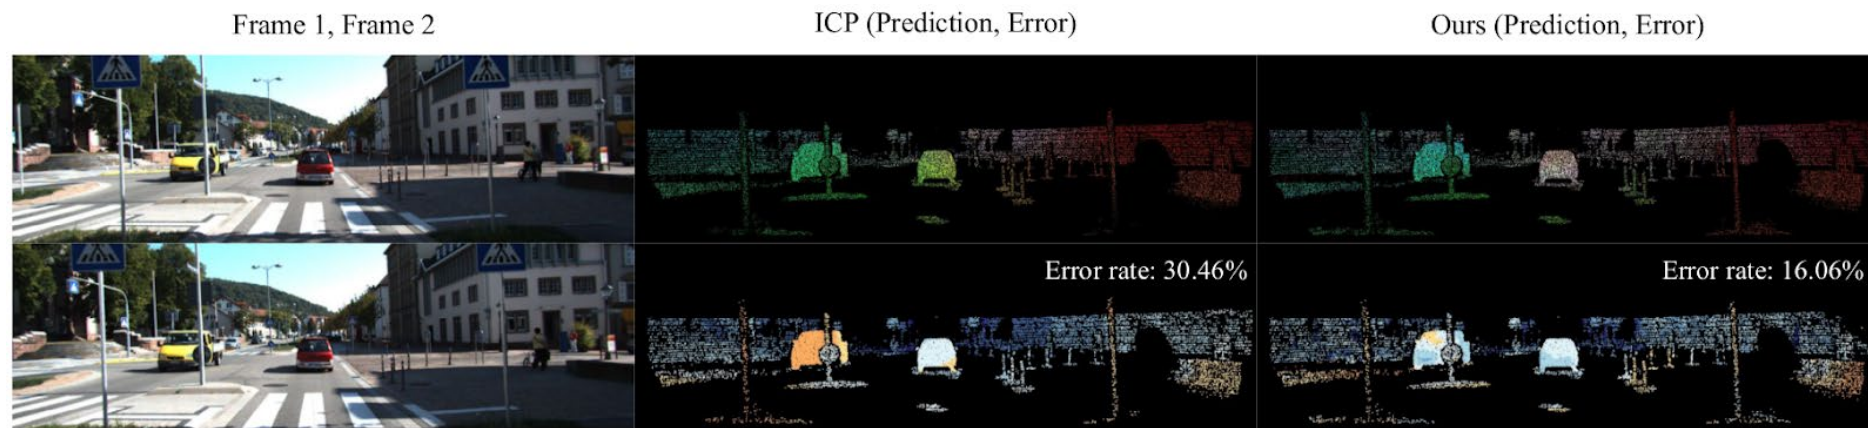 Frame 1, Frame 2
ICP (Prediction, Error)
Ours (Prediction, Error)
Error rate: 30.46%
Error rate: 16.06%